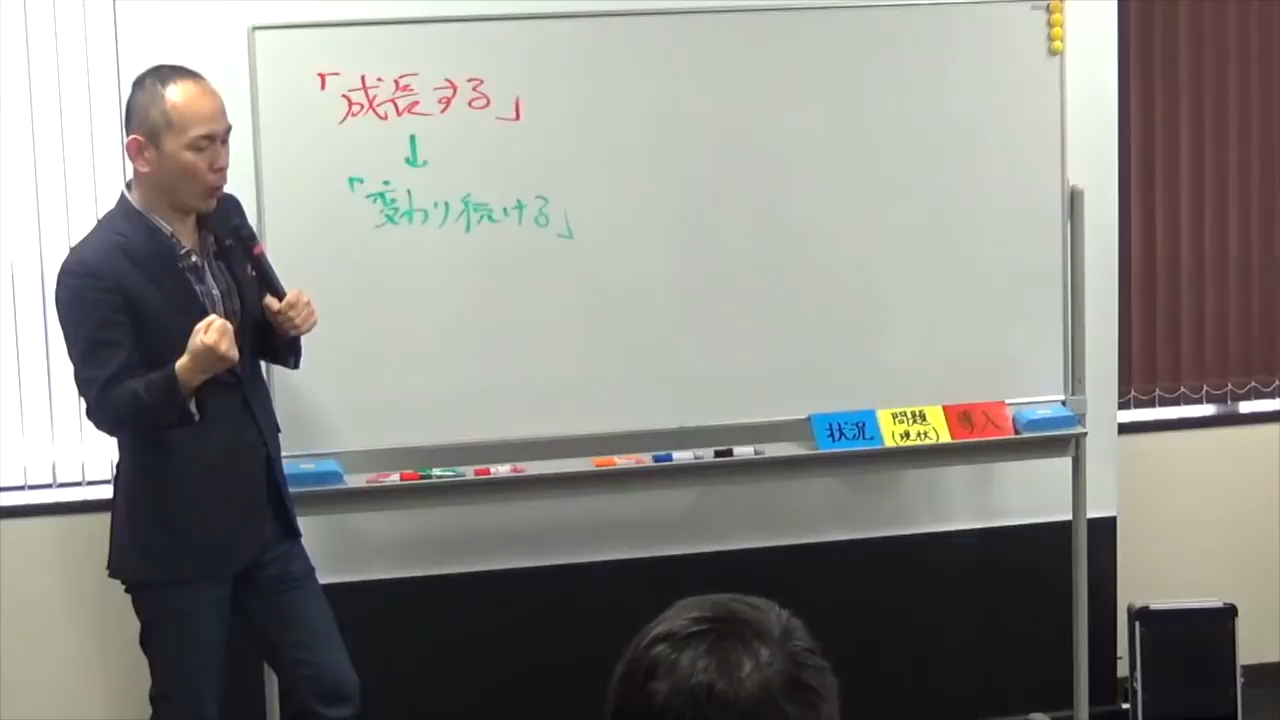 「成長する」
↓
「変わり続ける」
状況
問題
(現状)
導入